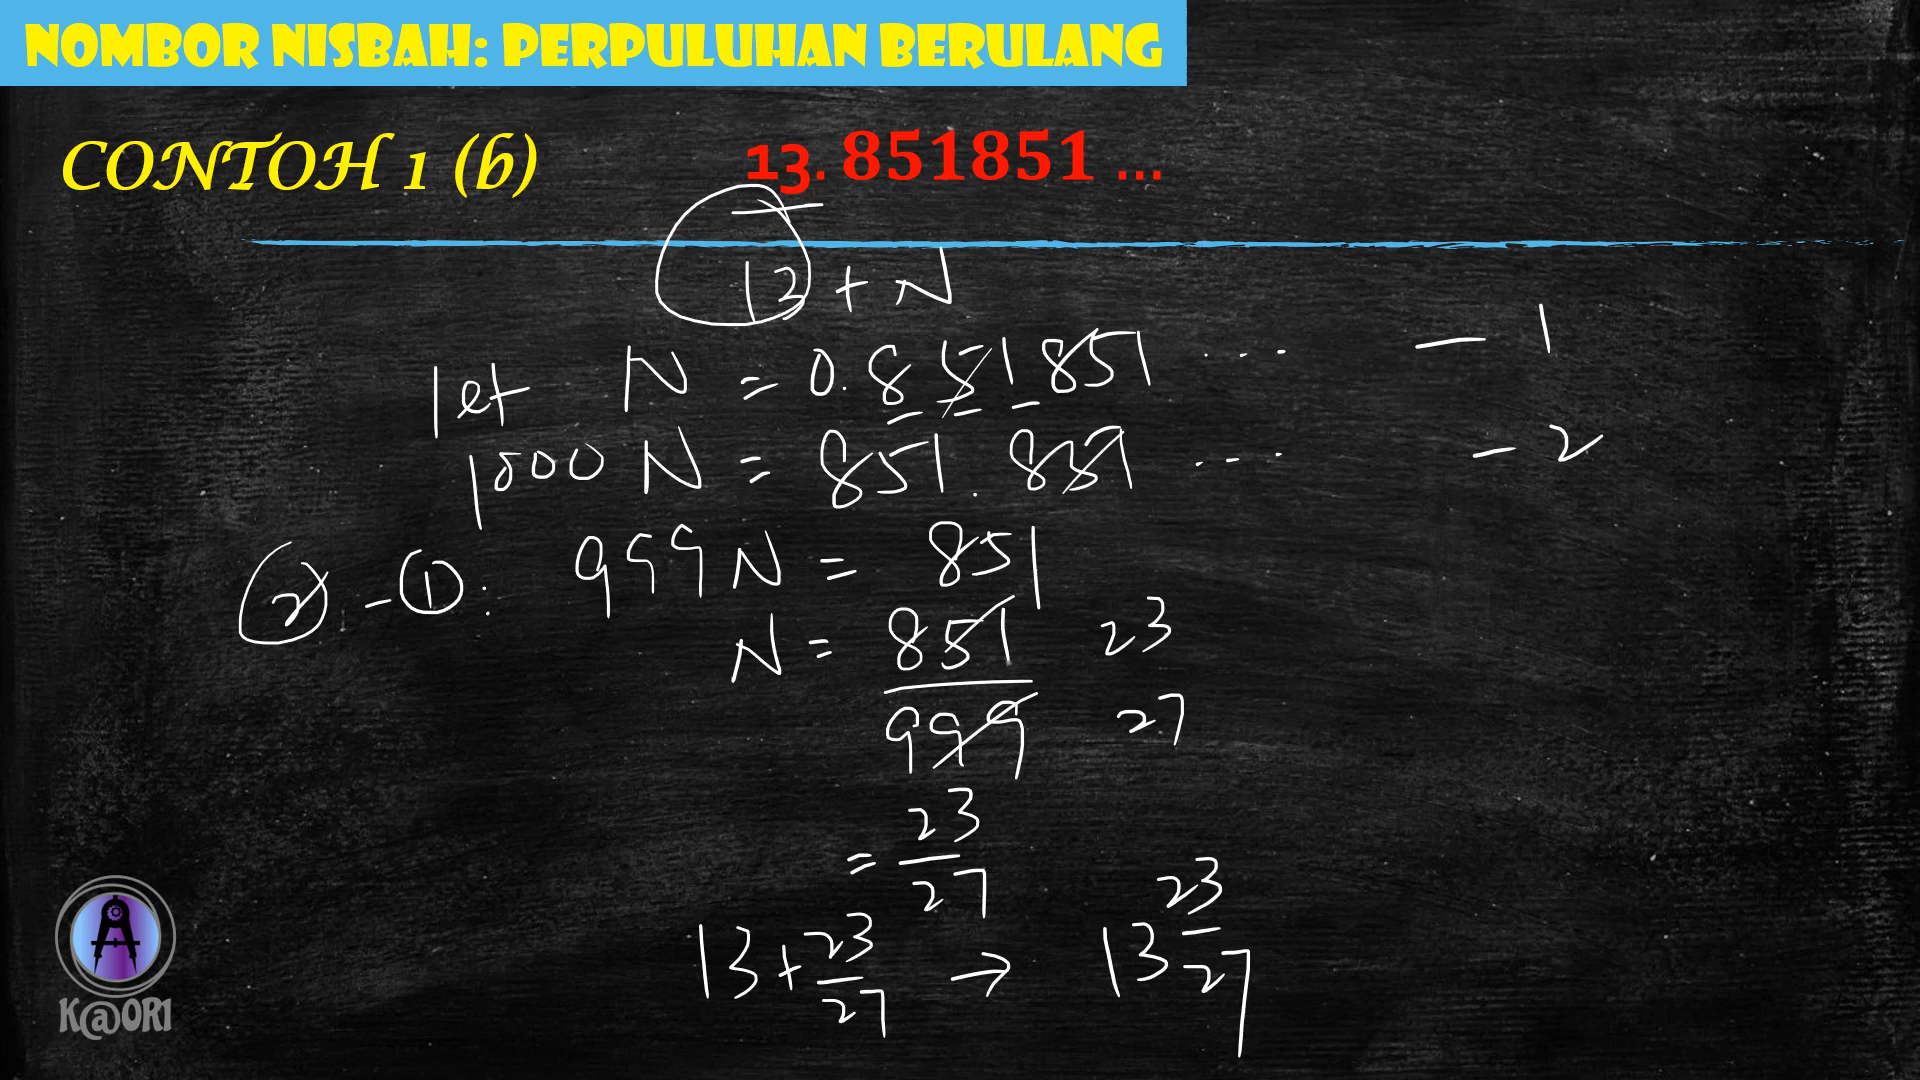 NOMBOR NISBAH: PERPULUHAN BERULANG
CONTOH 1 (b) 13. 851851 ...
13 + N
let N = 0.851851 .... — 1
1000 N = 851.851 .... — 2
② - ①: 999 N = 851
N = 851/999 23/27
= 23/27
13 + 23/27 → 13 23/27
K@ORI